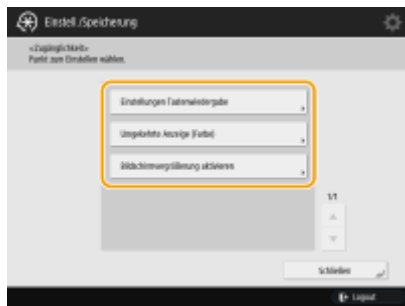 Einstell./Speicherung
<Zugänglichkeit>
Punkt zum Einstellen wählen.
Einstellungen Tastenwiedergabe
Umgekehrte Anzeige (Farbe)
Bildschirmvergrößerung aktivieren
1/1
Schließen
Logout